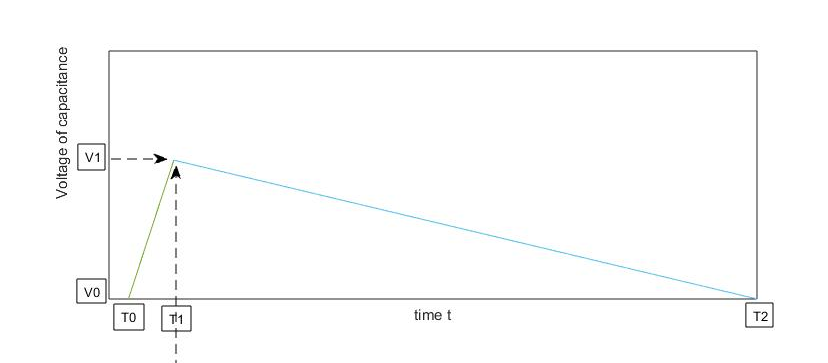 Voltage of capacitance
V1
V0
T0
T1
time t
T2